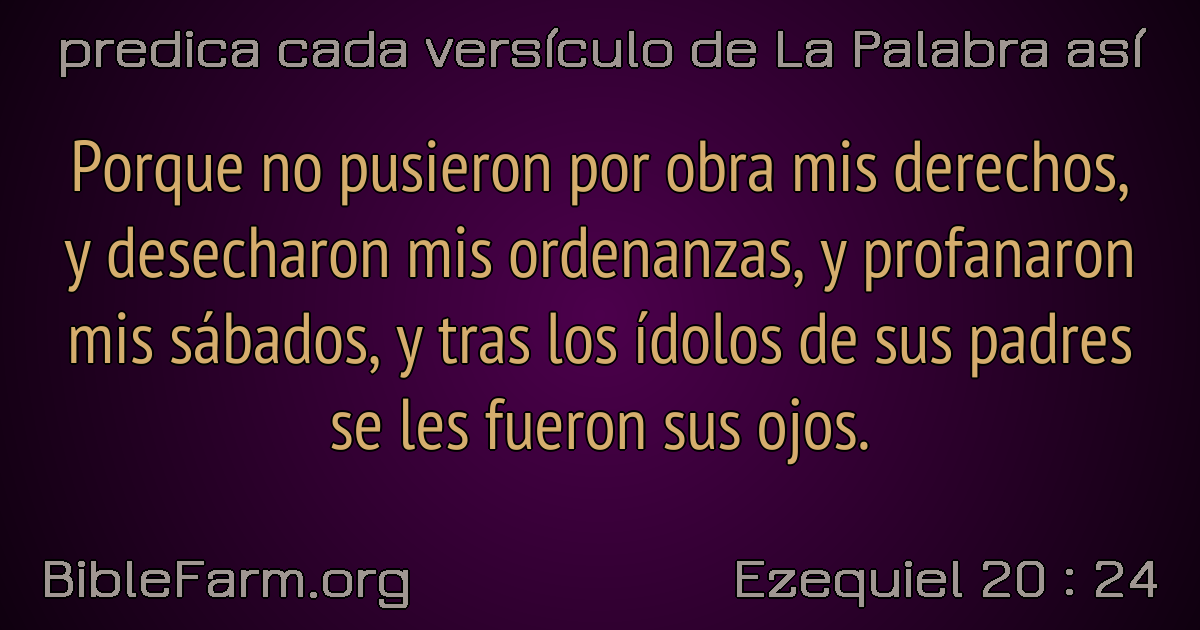 predica cada versículo de La Palabra así
Porque no pusieron por obra mis derechos,
y desecharon mis ordenanzas, y profanaron
mis sábados, y tras los ídolos de sus padres
se les fueron sus ojos.
BibleFarm.org
Ezequiel 20 : 24